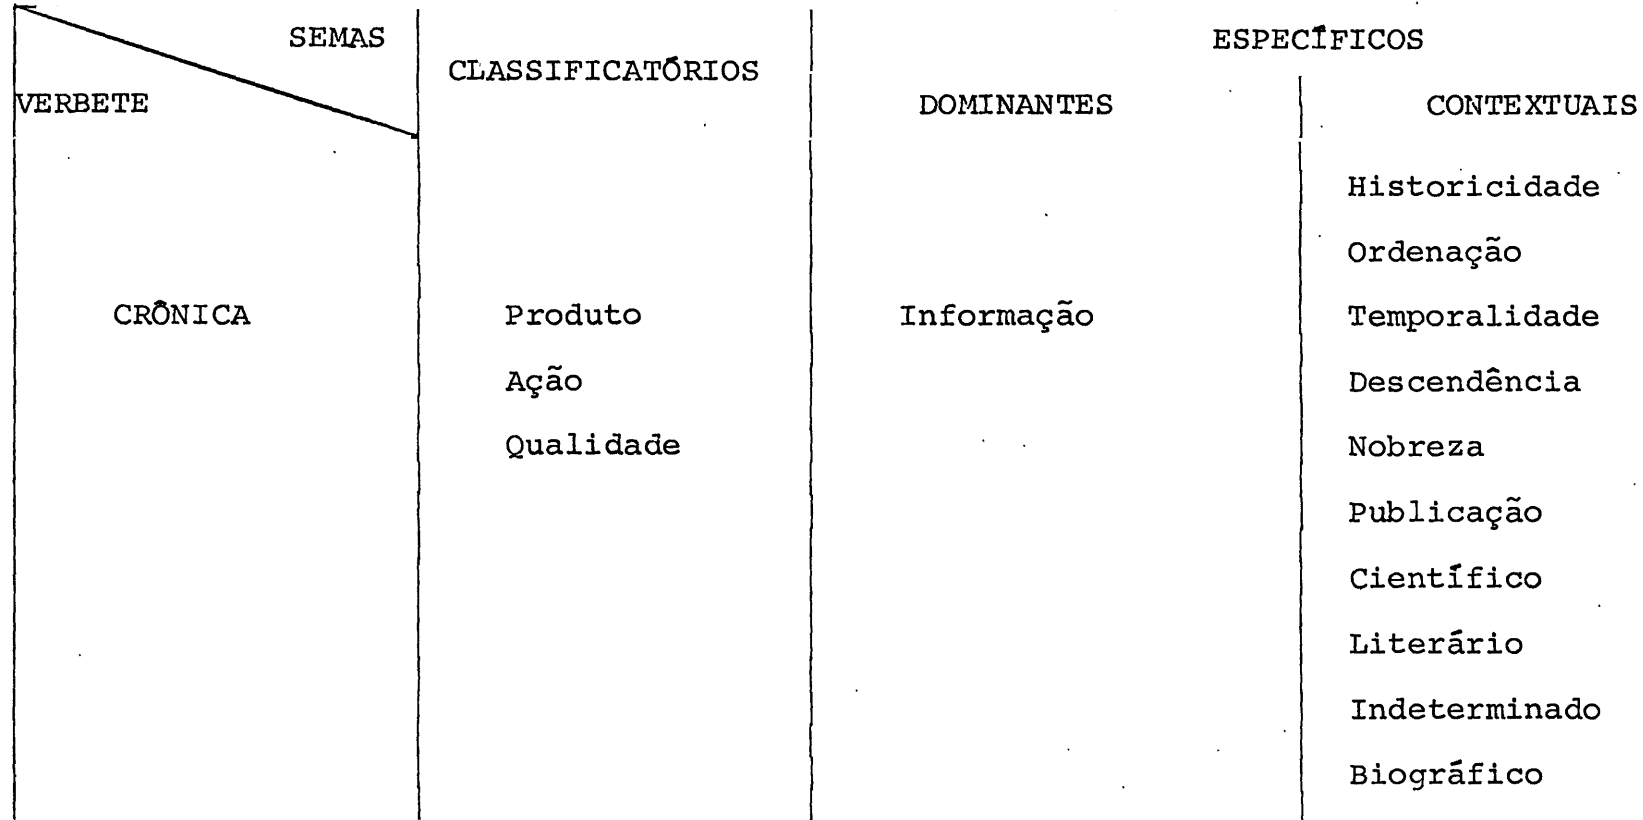 SEMAS ESPECÍFICOS
CLASSIFICATÓRIOS
VERBETE DOMINANTES CONTEXTUAIS
Historicidade
Ordenação
CRÔNICA Produto Informação Temporalidade
Ação Descendência
Qualidade Nobreza
Publicação
Científico
Literário
Indeterminado
Biográfico